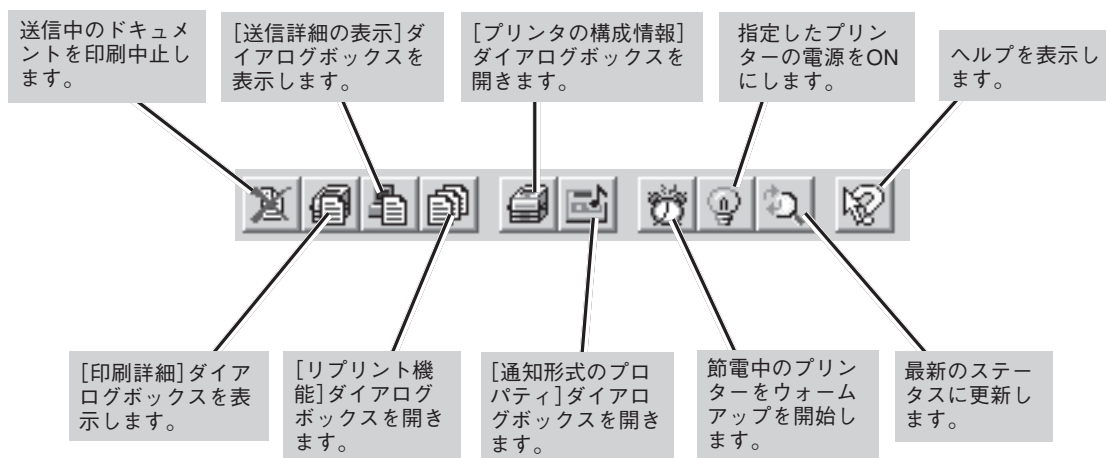 送信中のドキュメ
ントを印刷中止し
ます。
[送信詳細の表示]ダ
イアログボックスを
表示します。
[プリンタの構成情報]
ダイアログボックスを
開きます。
指定したプリン
ターの電源をON
にします。
ヘルプを表示し
ます。
[印刷詳細]ダイア
ログボックスを表
示します。
[リプリント機
能]ダイアログ
ボックスを開き
ます。
[通知形式のプロ
パティ]ダイアロ
グボックスを開き
ます。
節電中のプリン
ターをウォーム
アップを開始し
ます。
最新のステー
タスに更新し
ます。